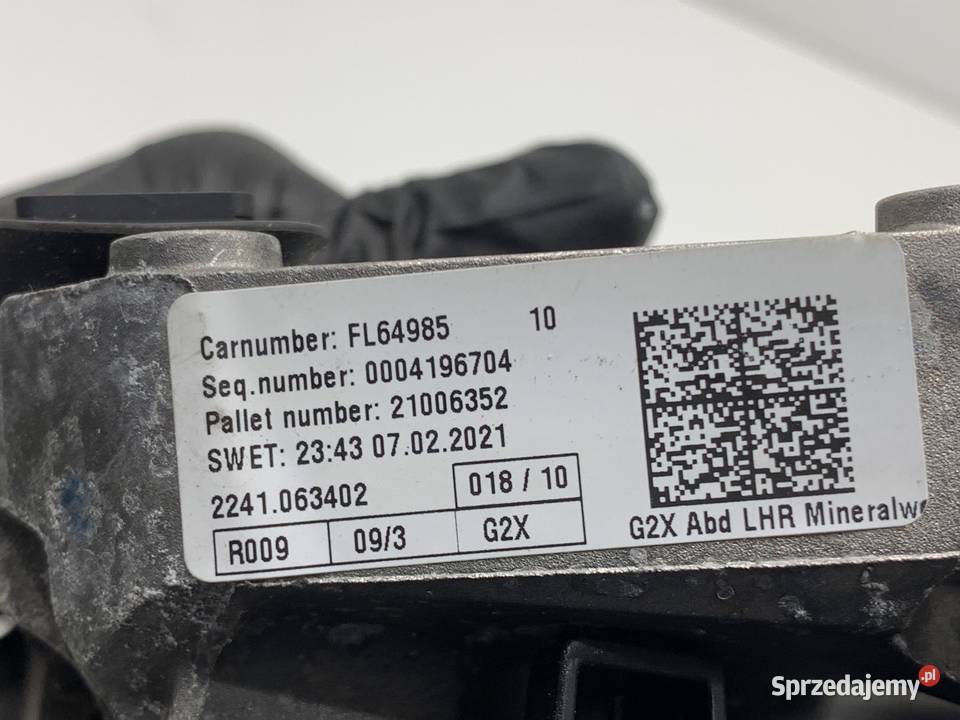 Carnumber: FL64985 10
Seq.number: 0004196704
Pallet number: 21006352
SWET: 23:43 07.02.2021
2241.063402 018 / 10
R009 09/3 G2X
G2X Abd LHR
Sprzedajemy.pl